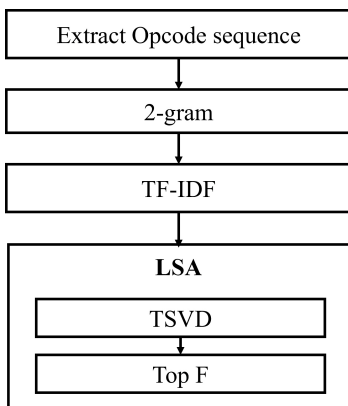 Extract Opcode sequence
2-gram
TF-IDF
LSA
TSVD
Top F